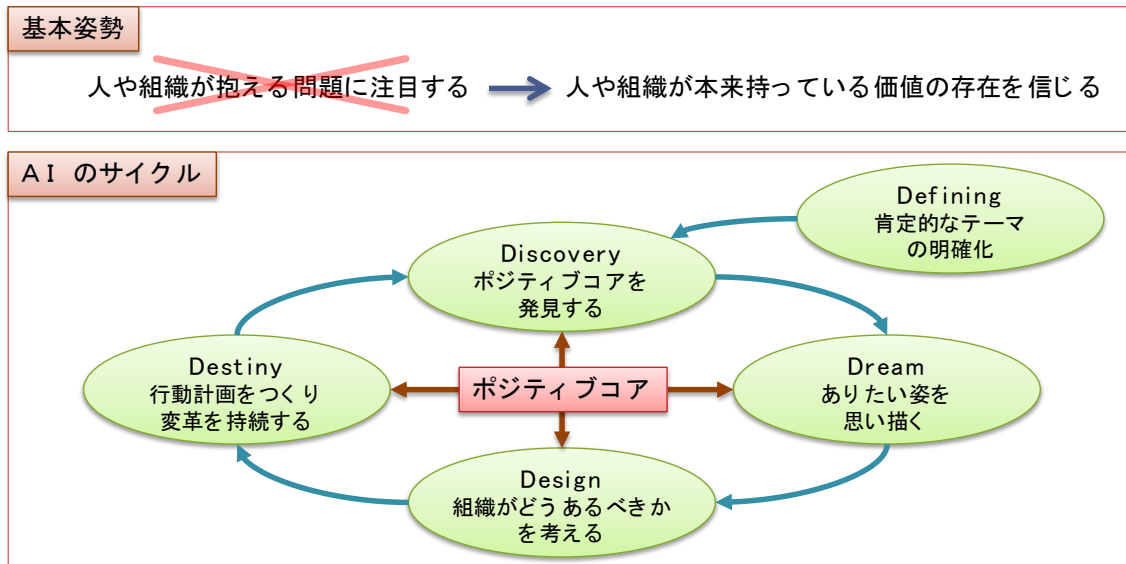 基本姿勢
人や組織が抱える問題に注目する
人や組織が本来持っている価値の存在を信じる
AI のサイクル
Defining
肯定的なテーマ
の明確化
Discovery
ポジティブコアを
発見する
Destiny
行動計画をつくり
変革を持続する
ポジティブコア
Dream
ありたい姿を
思い描く
Design
組織がどうあるべきか
を考える